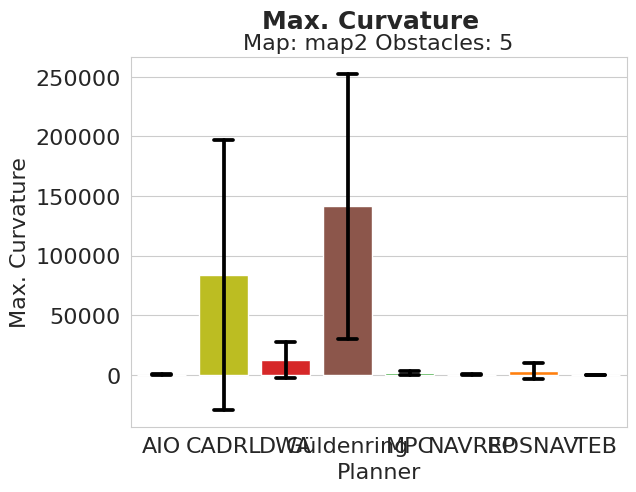 Max. Curvature
Map: map2 Obstacles: 5
Max. Curvature
250000
200000
150000
100000
50000
0
AIO CADRL DWA Güldenring MPC NAVREP ROSNAV TEB
Planner